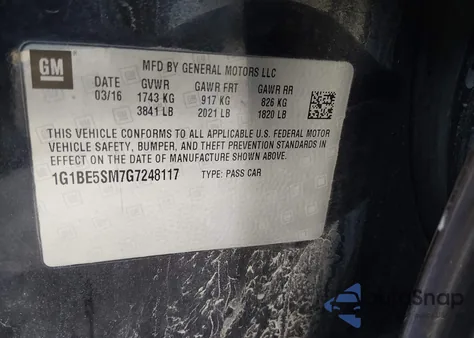 GM
MFD BY GENERAL MOTORS LLC
DATE GVWR GAWR FRT GAWR RR
03/16 1743 KG 917 KG 826 KG
3841 LB 2021 LB 1820 LB
THIS VEHICLE CONFORMS TO ALL APPLICABLE U.S. FEDERAL MOTOR
VEHICLE SAFETY, BUMPER, AND THEFT PREVENTION STANDARDS IN
EFFECT ON THE DATE OF MANUFACTURE SHOWN ABOVE.
1G1BE5SM7G7248117 TYPE: PASS CAR
AutoSnap